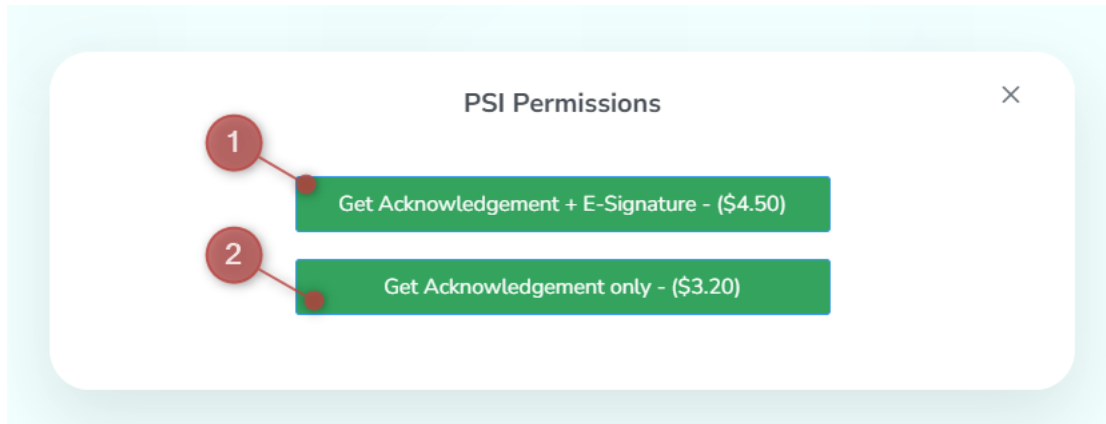 PSI Permissions
1
Get Acknowledgement + E-Signature - ($4.50)
2
Get Acknowledgement only - ($3.20)